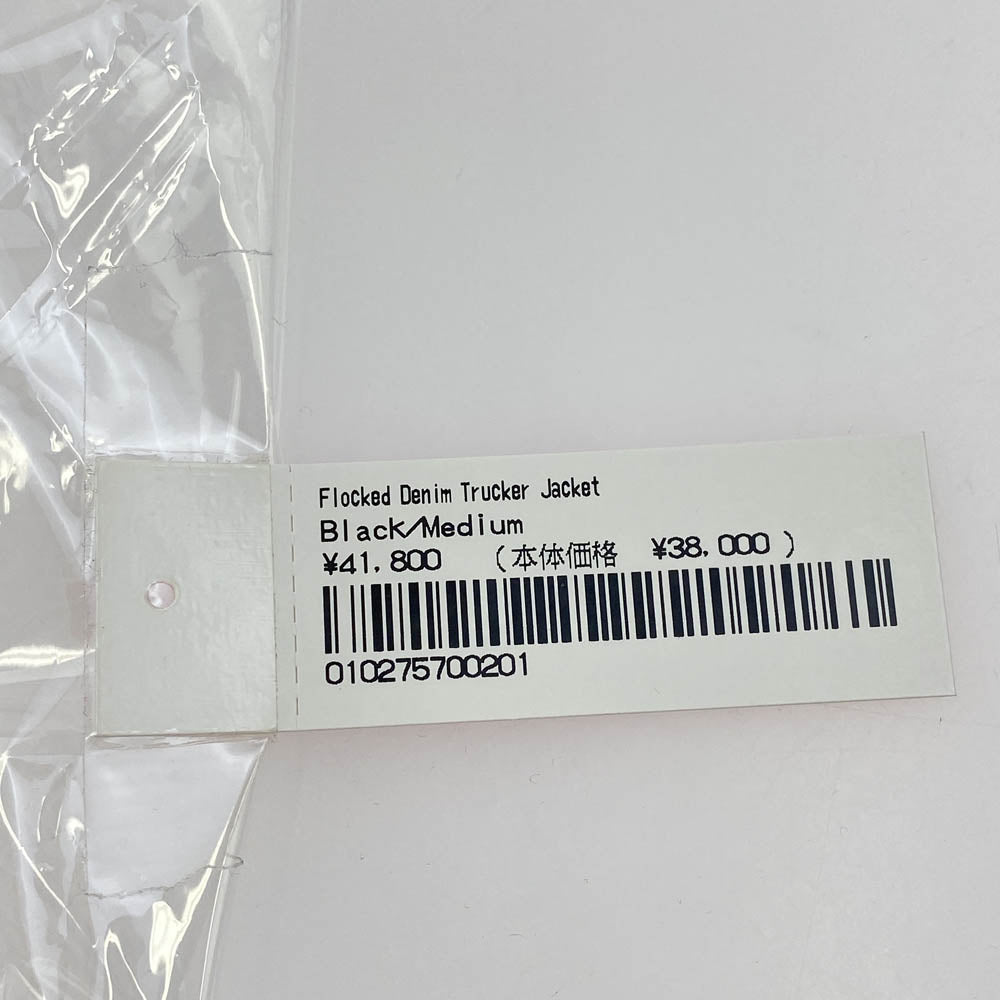 Flocked Denim Trucker Jacket
Black/Medium
¥41,800 (本体価格 ¥38,000 )
010275700201